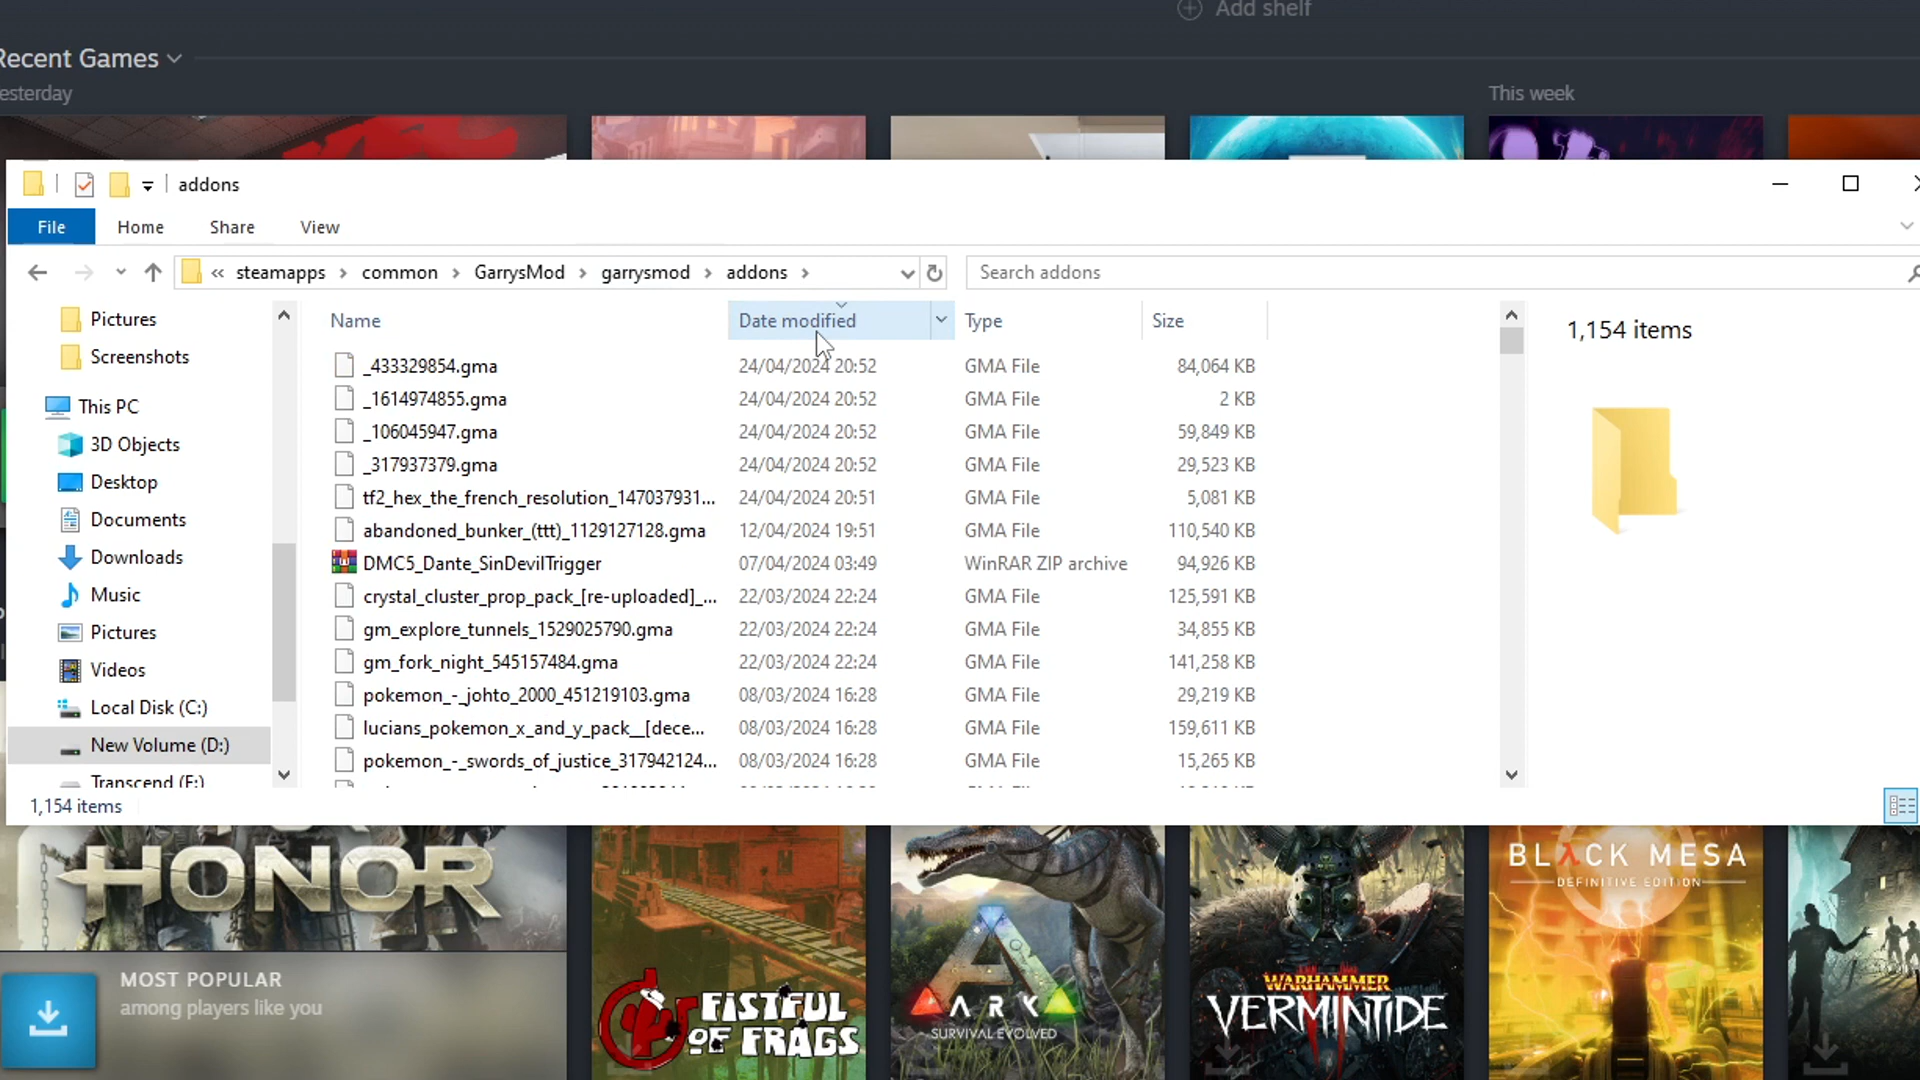 Add shelf
Recent Games
esterday
This week
addons
File Home Share View
« steamapps > common > GarrysMod > garrysmod > addons >
Search addons
Pictures
Screenshots
This PC
3D Objects
Desktop
Documents
Downloads
Music
Pictures
Videos
Local Disk (C:)
New Volume (D:)
Transcend (F:)
Name Date modified Type Size
_433329854.gma 24/04/2024 20:52 GMA File 84,064 KB
_1614974855.gma 24/04/2024 20:52 GMA File 2 KB
_106045947.gma 24/04/2024 20:52 GMA File 59,849 KB
_317937379.gma 24/04/2024 20:52 GMA File 29,523 KB
tf2_hex_the_french_resolution_147037931... 24/04/2024 20:51 GMA File 5,081 KB
abandoned_bunker_(ttt)_1129127128.gma 12/04/2024 19:51 GMA File 110,540 KB
DMC5_Dante_SinDevilTrigger 07/04/2024 03:49 WinRAR ZIP archive 94,926 KB
crystal_cluster_prop_pack_[re-uploaded]_... 22/03/2024 22:24 GMA File 125,591 KB
gm_explore_tunnels_1529025790.gma 22/03/2024 22:24 GMA File 34,855 KB
gm_fork_night_545157484.gma 22/03/2024 22:24 GMA File 141,258 KB
pokemon_-_johto_2000_451219103.gma 08/03/2024 16:28 GMA File 29,219 KB
lucians_pokemon_x_and_y_pack__[dece... 08/03/2024 16:28 GMA File 159,611 KB
pokemon_-_swords_of_justice_317942124... 08/03/2024 16:28 GMA File 15,265 KB
1,154 items
1,154 items
HONOR
MOST POPULAR
among players like you
FISTFUL
OF FRAGS
ARK
SURVIVAL EVOLVED
WARHAMMER
VERMINTIDE
BLACK MESA
DEFINITIVE EDITION